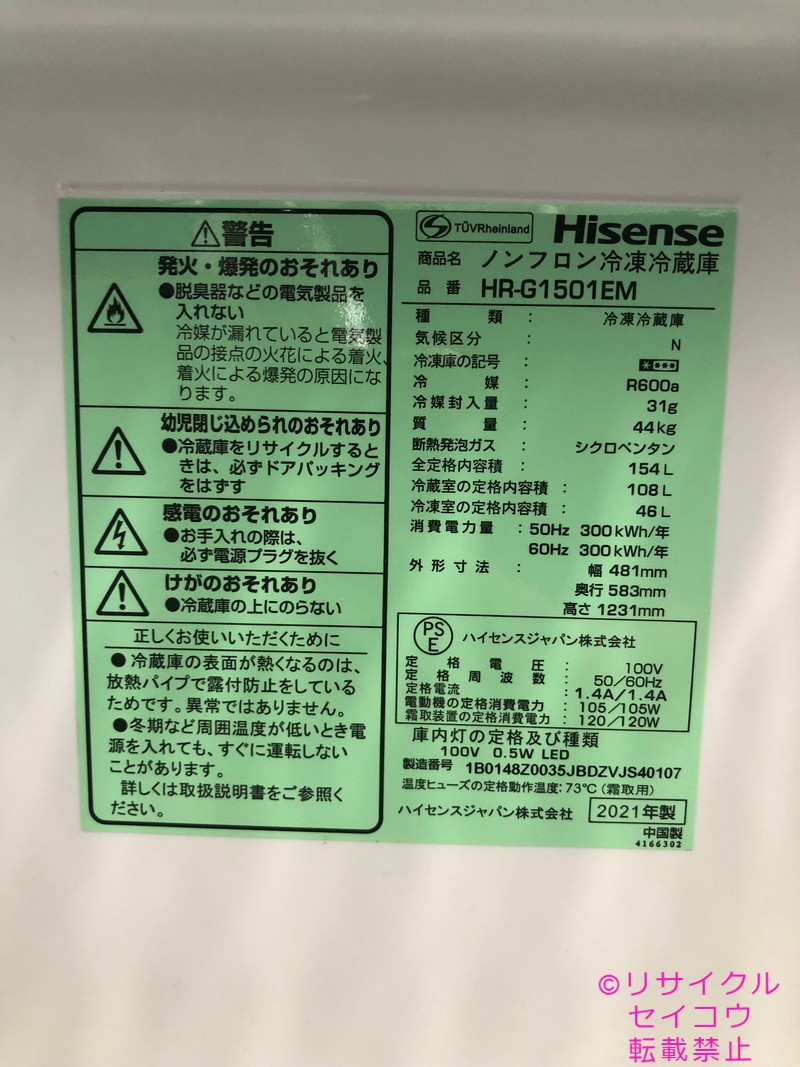 警告
発火・爆発のおそれあり
●脱臭器などの電気製品を
入れない
冷媒が漏れていると電気製
品の接点の火花による着火、
着火による爆発の原因にな
ります。
幼児閉じ込められのおそれあり
●冷蔵庫をリサイクルすると
きは、必ずドアパッキング
をはずす
感電のおそれあり
●お手入れの際は、
必ず電源プラグを抜く
けがのおそれあり
●冷蔵庫の上にのらない
正しくお使いいただくために
●冷蔵庫の表面が熱くなるのは、
放熱パイプで露付防止をしている
ためです。異常ではありません。
●冬期など周囲温度が低いとき電
源を入れても、すぐに運転しない
ことがあります。
詳しくは取扱説明書をご参照く
ださい。
TÜVRheinland Hisense
商品名 ノンフロン冷凍冷蔵庫
品番 HR-G1501EM
種類 : 冷凍冷蔵庫
気候区分 : N
冷凍庫の記号 : ****
冷媒 : R600a
冷媒封入量 : 31g
質量 : 44kg
断熱発泡ガス : シクロペンタン
全定格内容積 : 154L
冷蔵室の定格内容積 : 108L
冷凍室の定格内容積 : 46L
消費電力量 : 50Hz 300kWh/年
60Hz 300kWh/年
外形寸法 : 幅 481mm
奥行 583mm
高さ 1231mm
PSE ハイセンスジャパン株式会社
定格電圧 : 100V
定格周波数 : 50/60Hz
定格電流 : 1.4A/1.4A
電動機の定格消費電力 : 105/105W
霜取装置の定格消費電力 : 120/120W
庫内灯の定格及び種類
100V 0.5W LED
製造番号 1B0148Z0035JBDZVJS40107
温度ヒューズの定格動作温度:73℃(霜取用)
ハイセンスジャパン株式会社 2021年製
中国製
4166302
©リサイクル
セイコウ
転載禁止